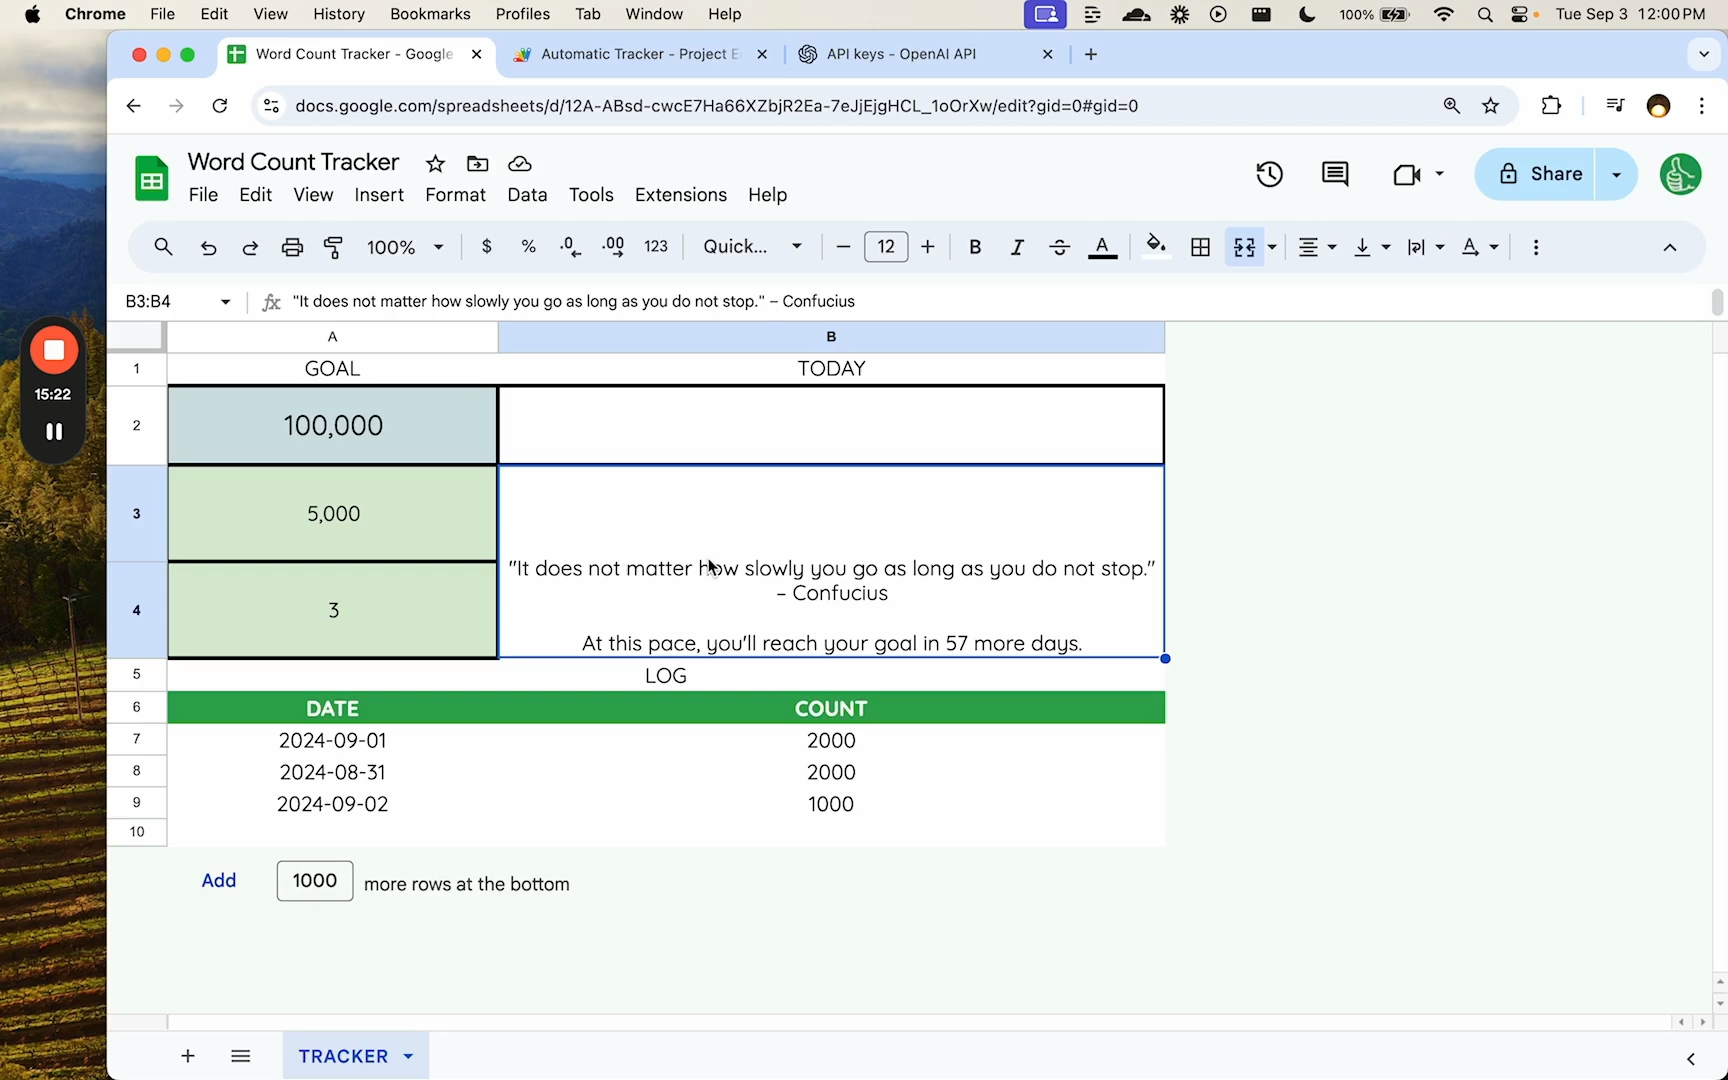 Chrome File Edit View History Bookmarks Profiles Tab Window Help 100% Tue Sep 3 12:00 PM
Word Count Tracker - Google Automatic Tracker - Project E API keys - OpenAI API
docs.google.com/spreadsheets/d/12A-ABsd-cwcE7Ha66XZbjR2Ea-7eJjEjgHCL_1oOrXw/edit?gid=0#gid=0
Word Count Tracker
File Edit View Insert Format Data Tools Extensions Help
Share
100% $ % .0 .00 123 Quick... 12 B I A
B3:B4 fx "It does not matter how slowly you go as long as you do not stop." – Confucius
A B
1 GOAL TODAY
2 100,000
3 5,000
"It does not matter how slowly you go as long as you do not stop."
– Confucius
4 3
At this pace, you'll reach your goal in 57 more days.
5 LOG
6 DATE COUNT
7 2024-09-01 2000
8 2024-08-31 2000
9 2024-09-02 1000
10
Add 1000 more rows at the bottom
TRACKER
15:22